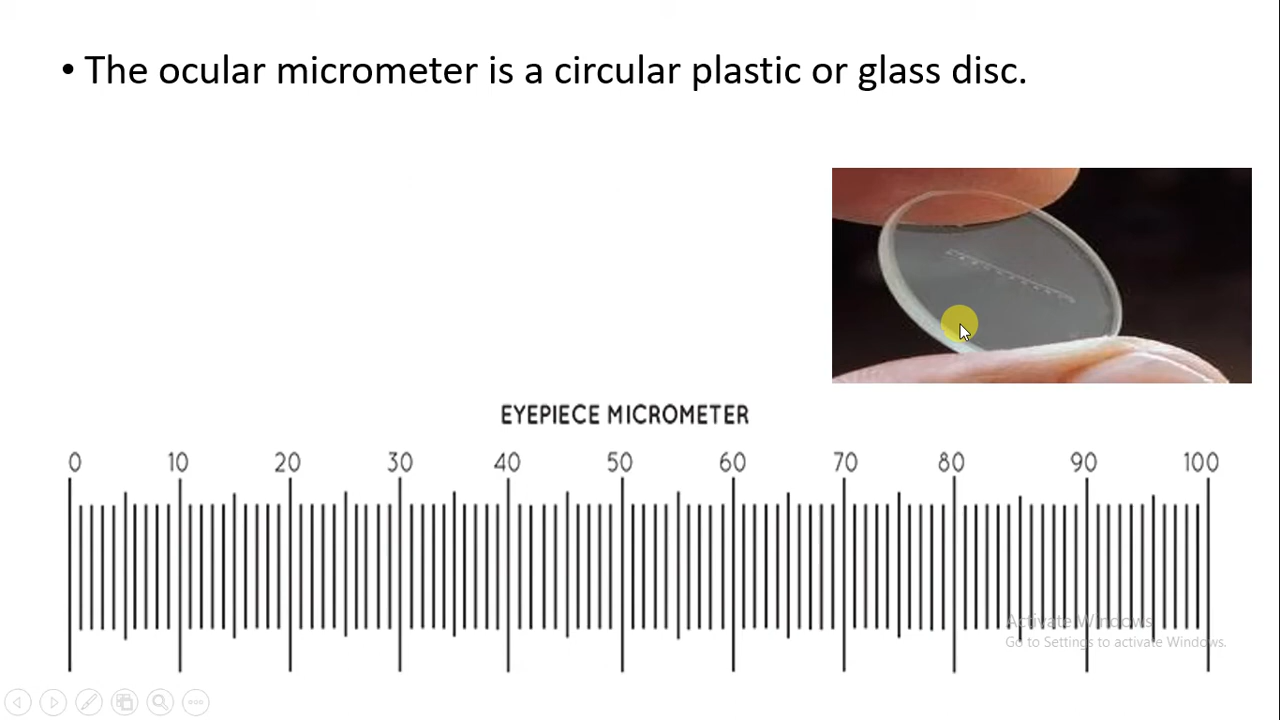 • The ocular micrometer is a circular plastic or glass disc.
EYEPIECE MICROMETER
0 10 20 30 40 50 60 70 80 90 100
Activate Windows
Go to Settings to activate Windows.